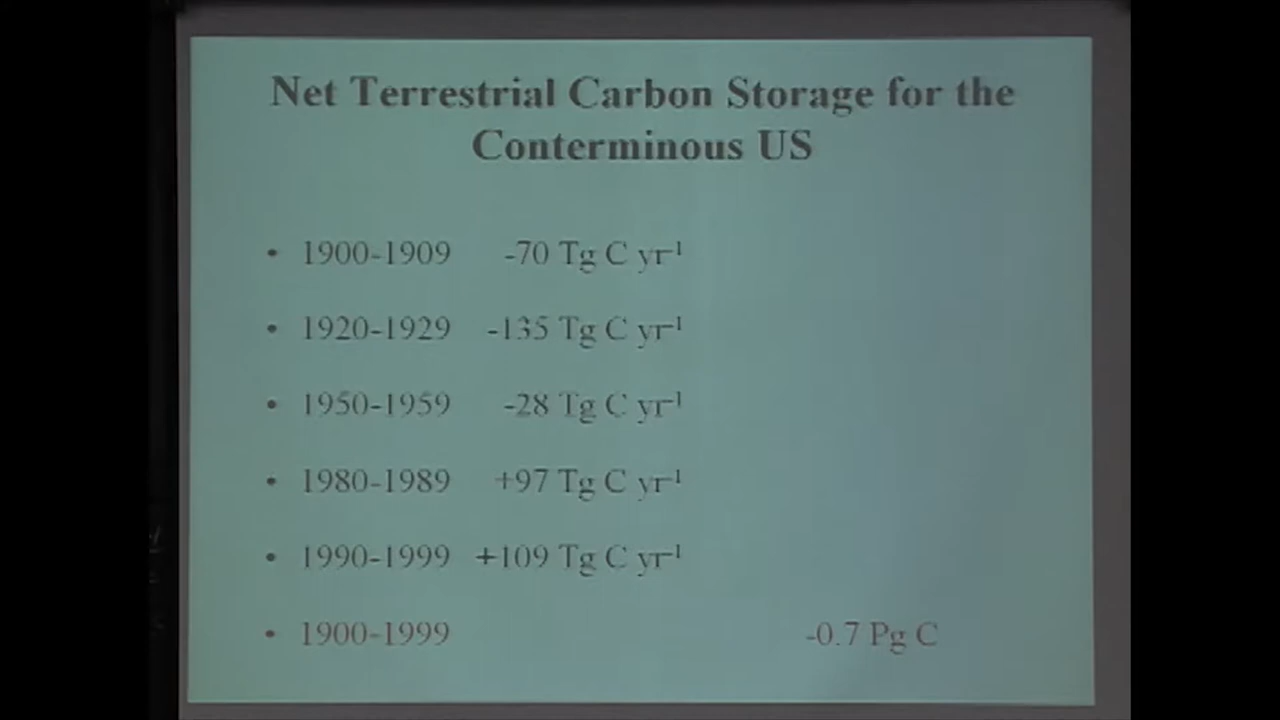 Net Terrestrial Carbon Storage for the
Conterminous US
• 1900-1909 -70 Tg C yr⁻¹
• 1920-1929 -135 Tg C yr⁻¹
• 1950-1959 -28 Tg C yr⁻¹
• 1980-1989 +97 Tg C yr⁻¹
• 1990-1999 +109 Tg C yr⁻¹
• 1900-1999 -0.7 Pg C